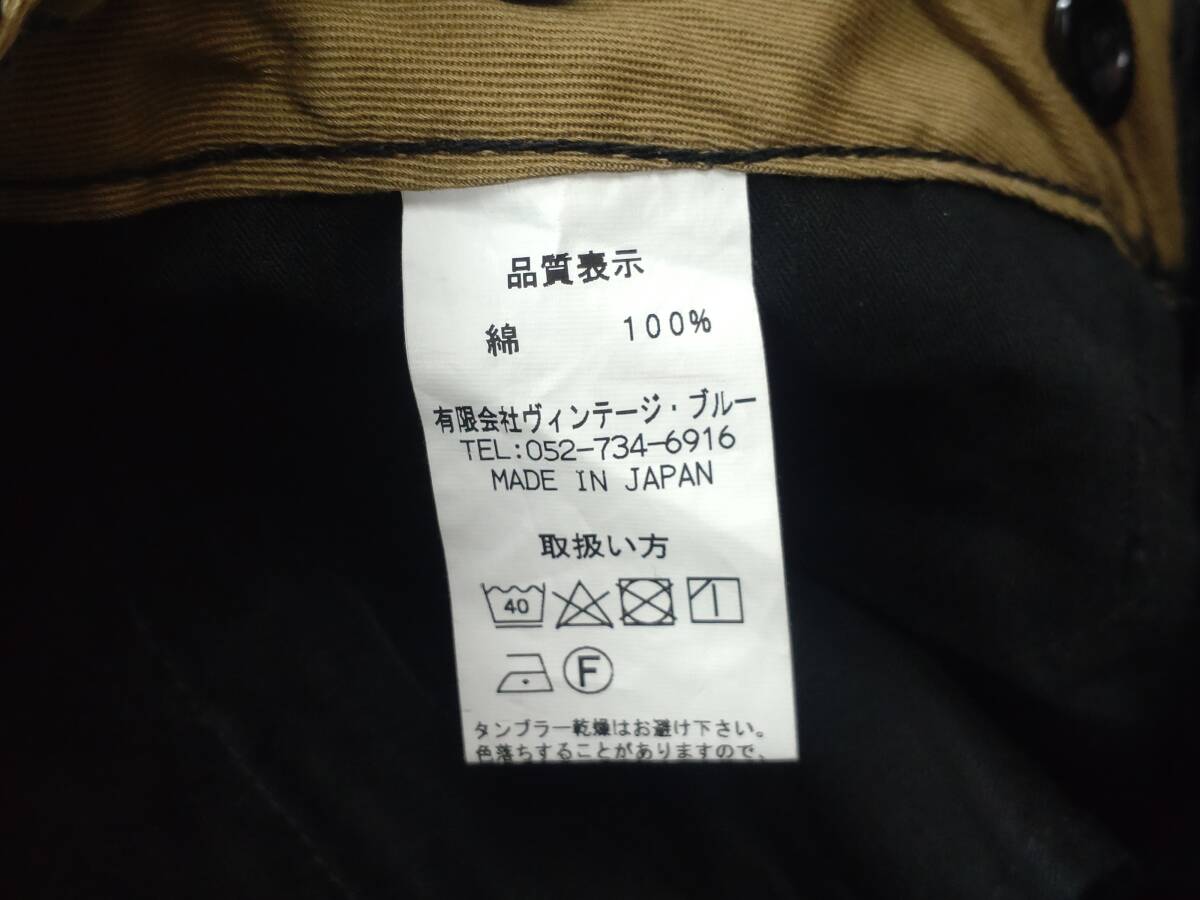 品質表示
綿 100%
有限会社ヴィンテージ・ブルー
TEL:052-734-6916
MADE IN JAPAN
取扱い方
40
F
タンブラー乾燥はお避け下さい。
色落ちすることがありますので、